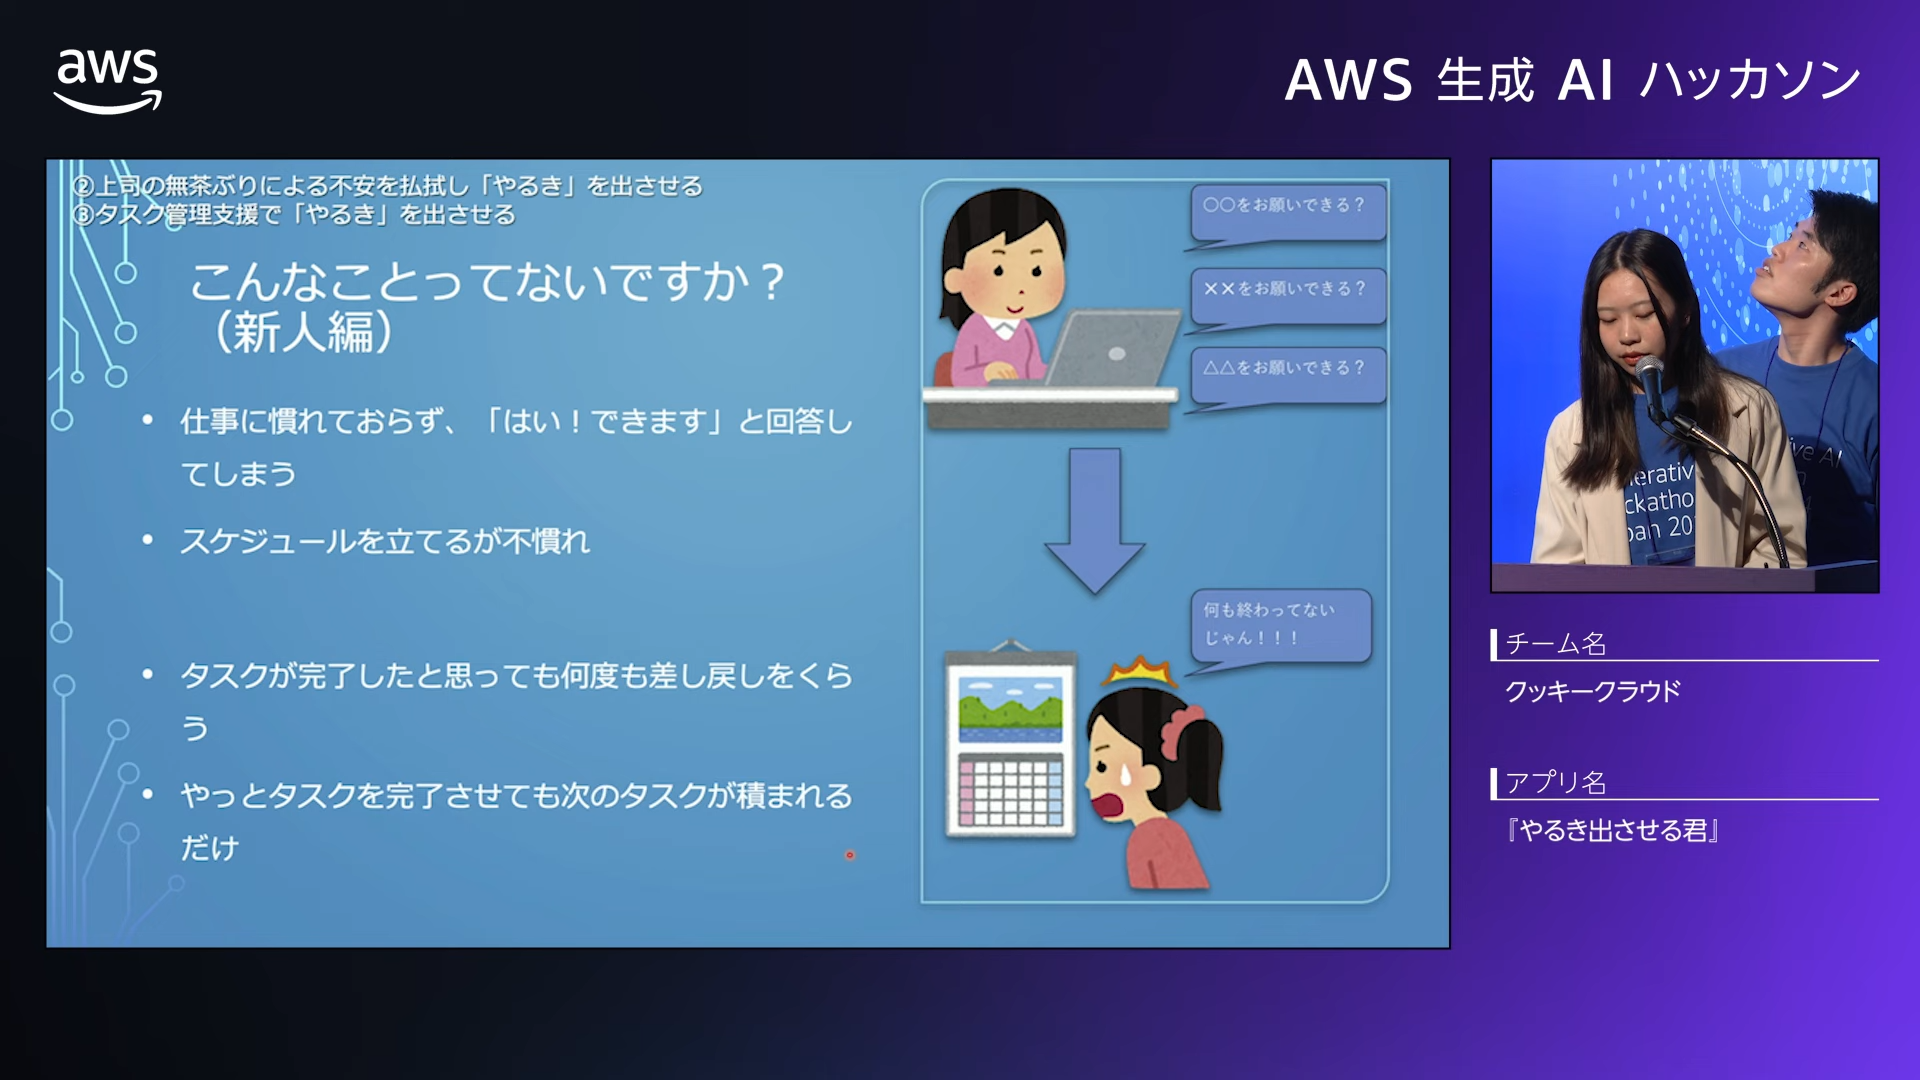 aws
AWS 生成 AI ハッカソン
②上司の無茶ぶりによる不安を払拭し「やるき」を出させる
③タスク管理支援で「やるき」を出させる
こんなことってないですか？
（新人編）
• 仕事に慣れておらず、「はい！できます」と回答し
てしまう
• スケジュールを立てるが不慣れ
• タスクが完了したと思っても何度も差し戻しをくら
う
• やっとタスクを完了させても次のタスクが積まれる
だけ
○○をお願いできる？
××をお願いできる？
△△をお願いできる？
何も終わってない
じゃん！！！
erativ
ckatho
pan 20
ive AI
チーム名
クッキークラウド
アプリ名
『やるき出させる君』